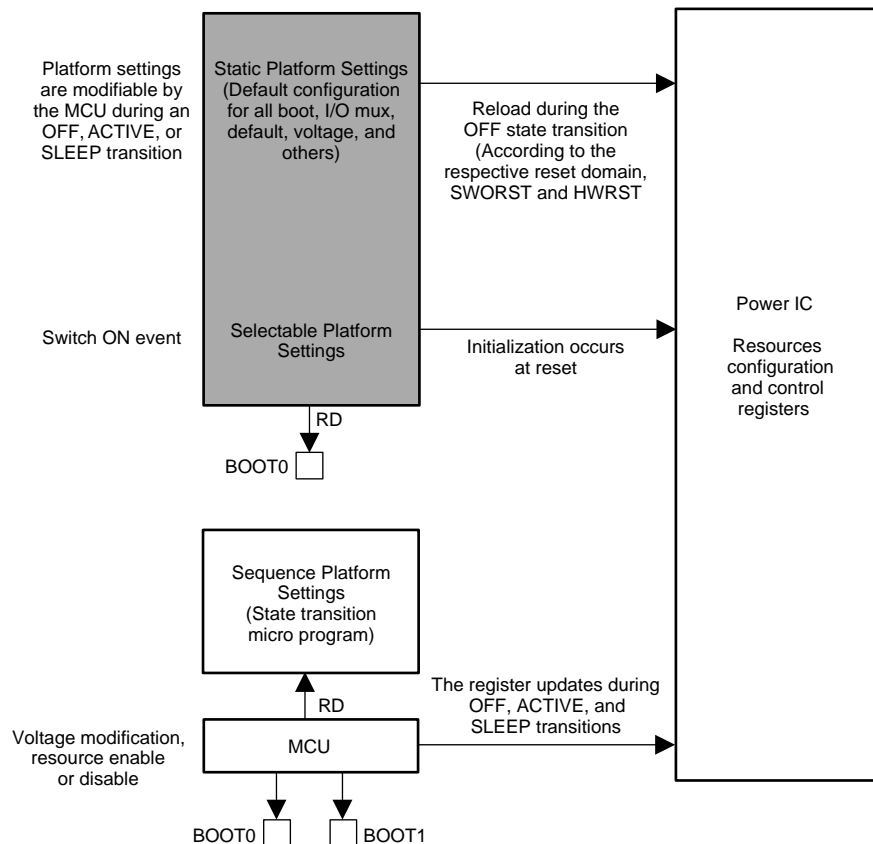 Platform settings
are modifiable by
the MCU during an
OFF, ACTIVE, or
SLEEP transition
Static Platform Settings
(Default configuration
for all boot, I/O mux,
default, voltage, and
others)
Reload during the
OFF state transition
(According to the
respective reset domain,
SWORST and HWRST
Switch ON event
Selectable Platform
Settings
Initialization occurs
at reset
Power IC
Resources
configuration
and control
registers
RD
BOOT0
Sequence Platform
Settings
(State transition
micro program)
RD
The register updates during
OFF, ACTIVE, and
SLEEP transitions
Voltage modification,
resource enable
or disable
MCU
BOOT0
BOOT1